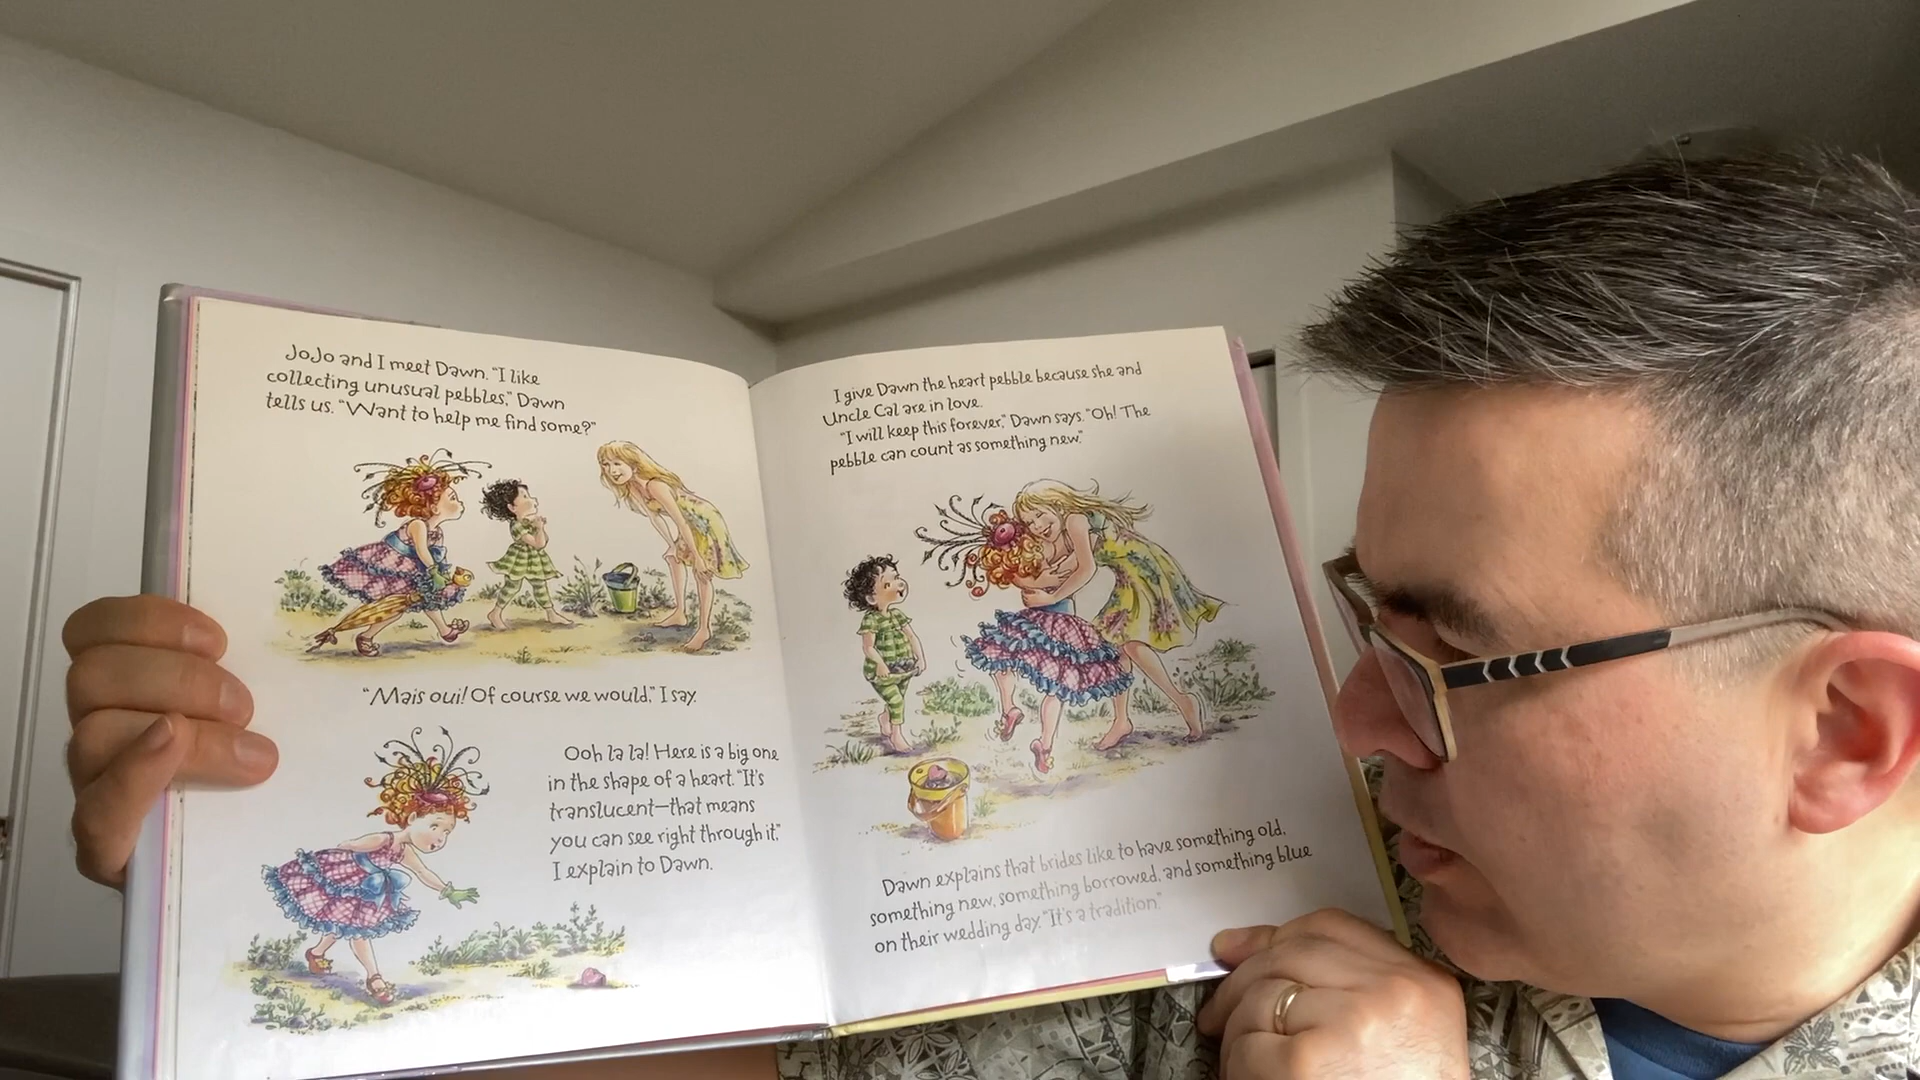 JoJo and I meet Dawn. "I like
collecting unusual pebbles," Dawn
tells us. "Want to help me find some?"
"Mais oui! Of course we would," I say.
Ooh la la! Here is a big one
in the shape of a heart. "It's
translucent—that means
you can see right through it,"
I explain to Dawn.
I give Dawn the heart pebble because she and
Uncle Cal are in love.
"I will keep this forever," Dawn says. "Oh! The
pebble can count as something new."
Dawn explains that brides like to have something old,
something new, something borrowed, and something blue
on their wedding day. "It's a tradition."